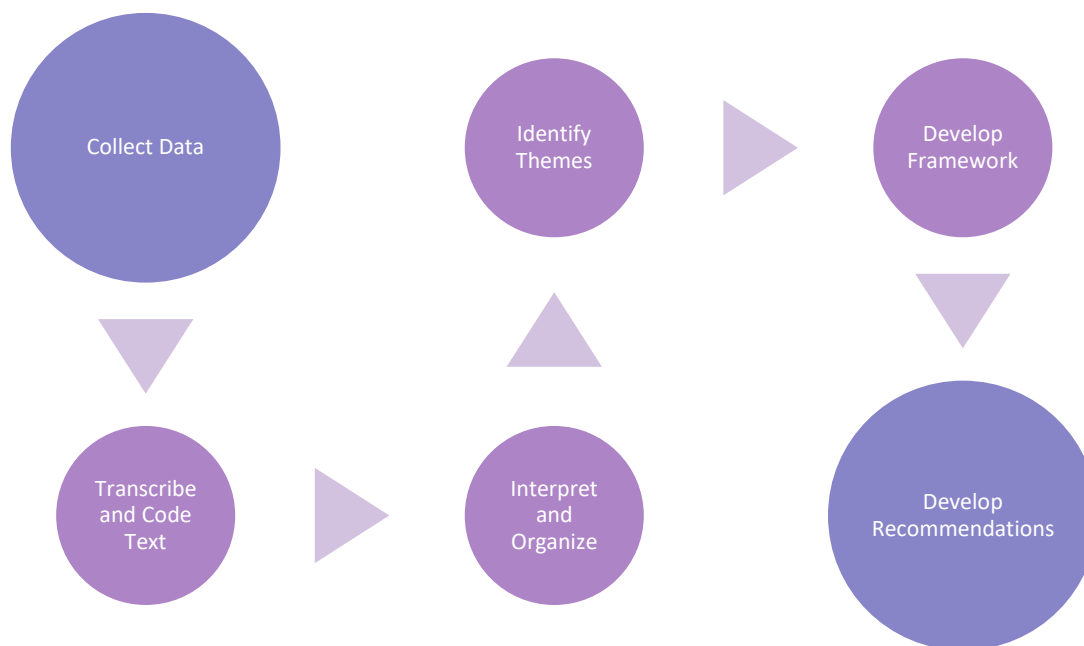 Collect Data
Transcribe
and Code
Text
Interpret
and
Organize
Identify
Themes
Develop
Framework
Develop
Recommendations